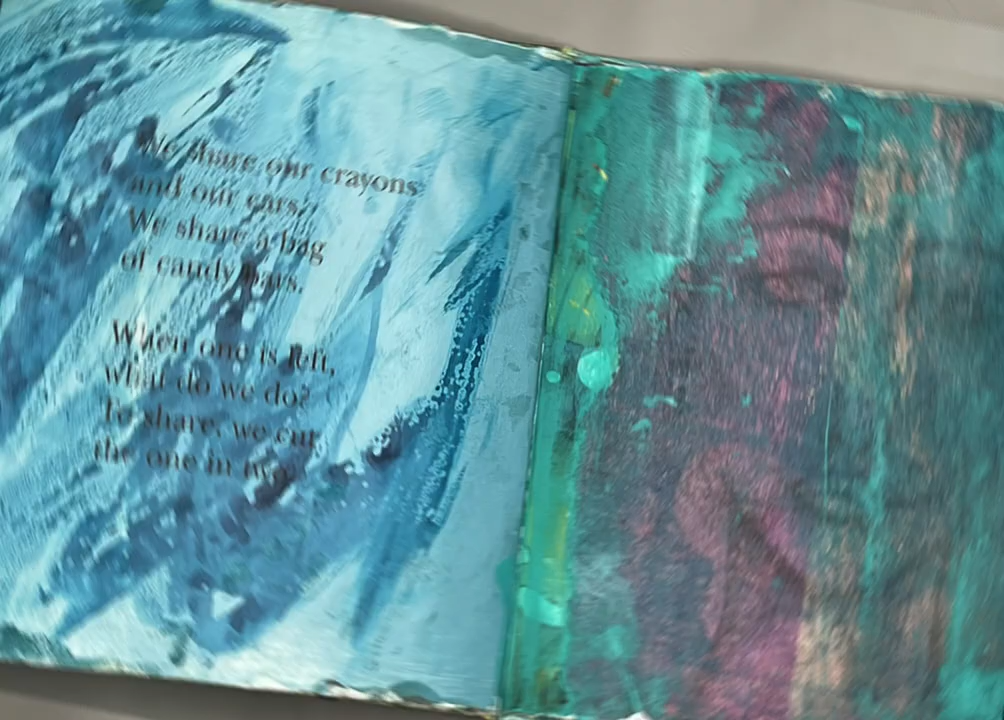 We share our crayons
and our cars.
We share a bag
of candy bars.
When one is left,
what do we do?
To share, we cut
the one in two.